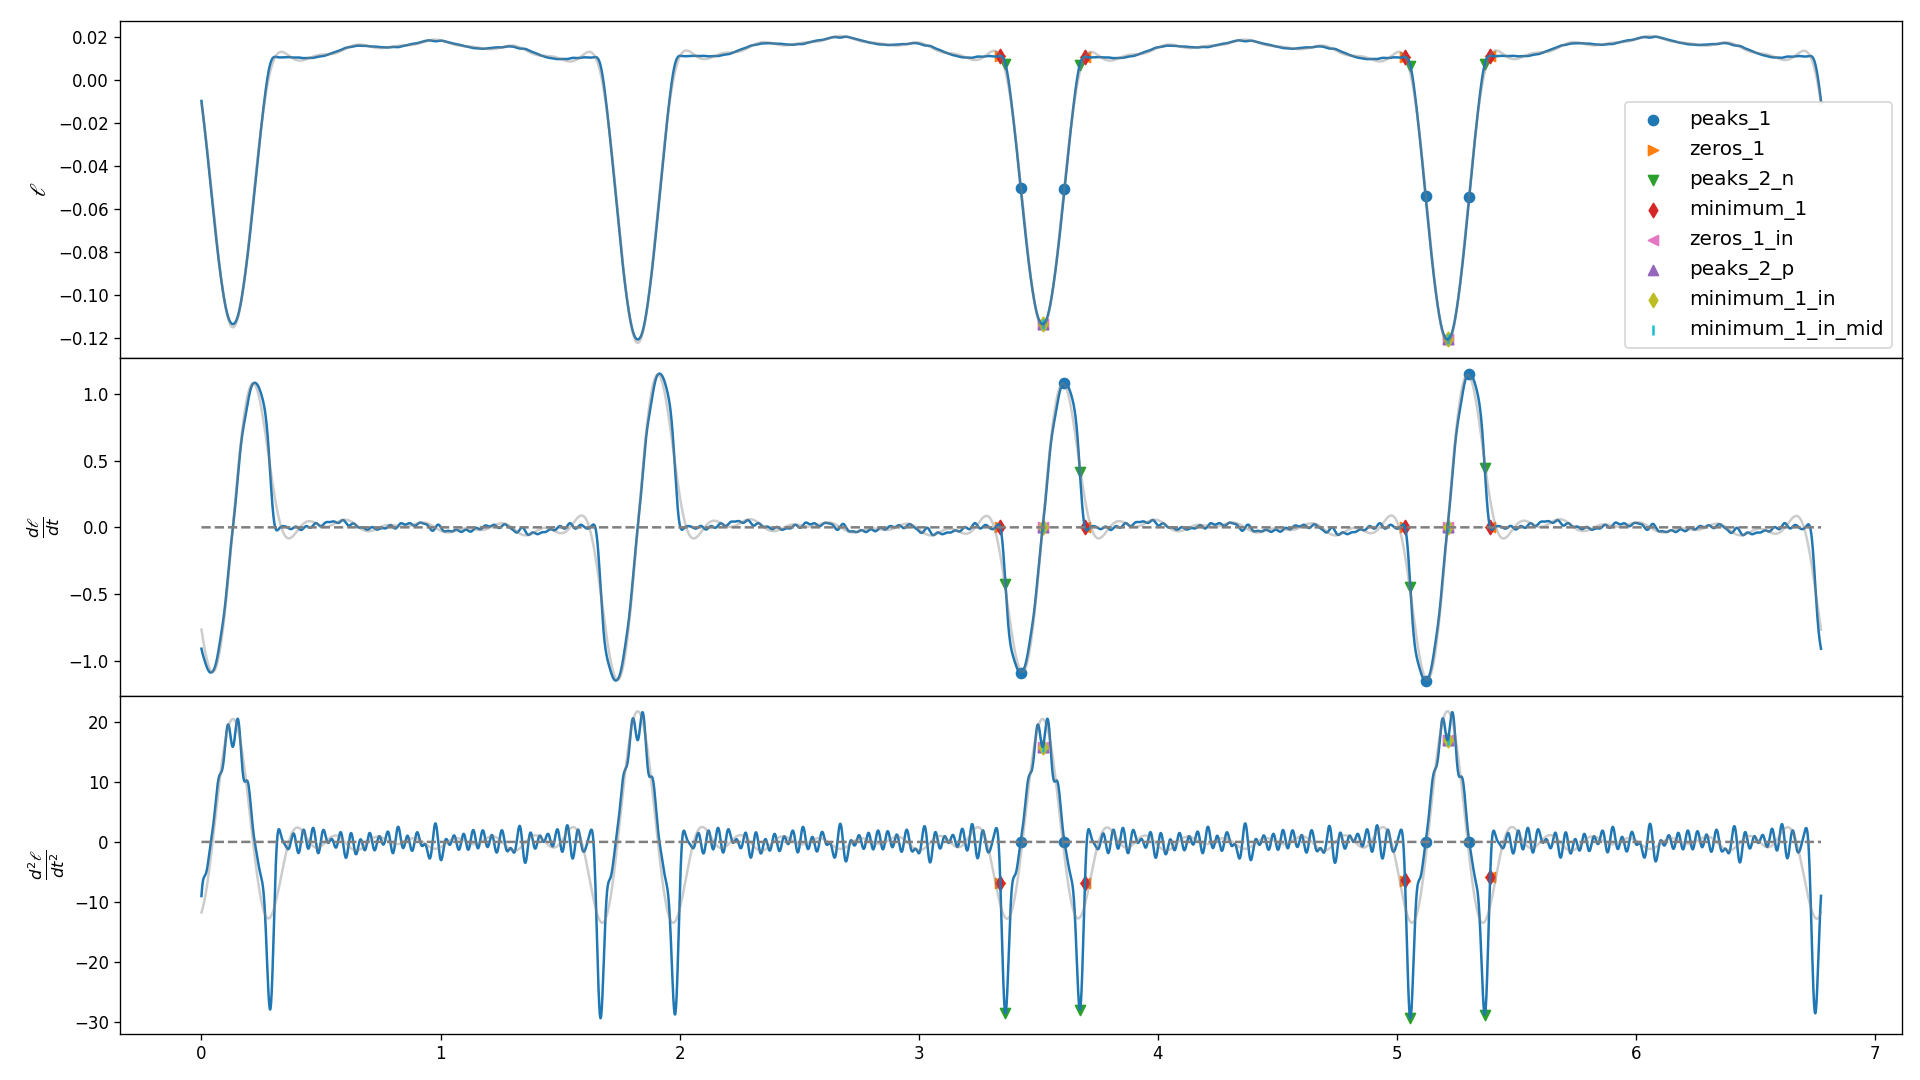 0.02
0.00
−0.02
−0.04
−0.06
−0.08
−0.10
−0.12
ℓ
peaks_1
zeros_1
peaks_2_n
minimum_1
zeros_1_in
peaks_2_p
minimum_1_in
minimum_1_in_mid
1.0
0.5
0.0
−0.5
−1.0
dℓ/dt
20
10
0
−10
−20
−30
d²ℓ/dt²
0 1 2 3 4 5 6 7